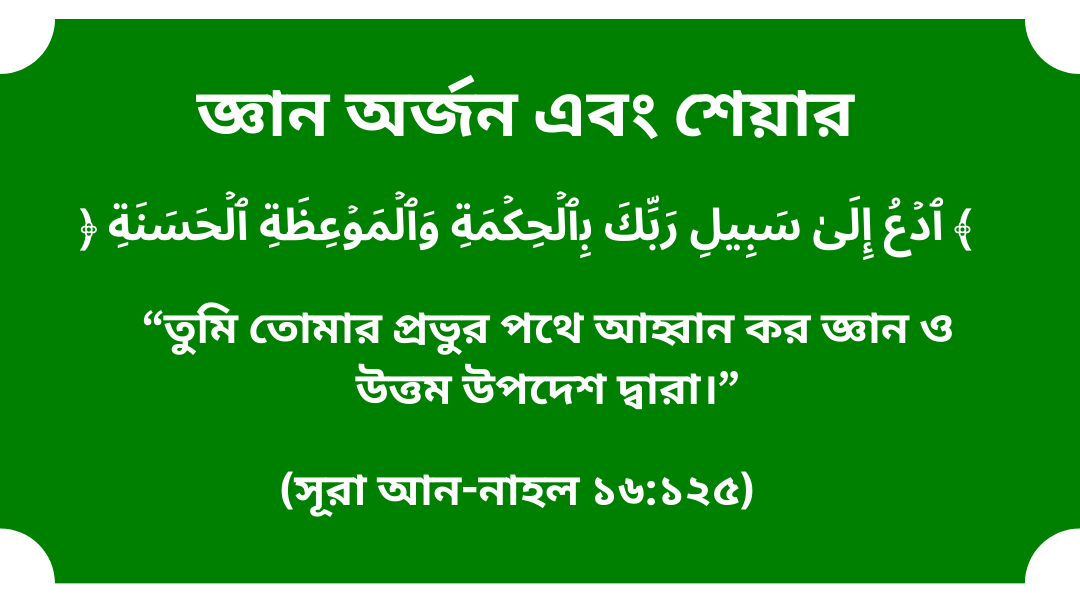 জ্ঞান অর্জন এবং শেয়ার
﴿ ٱدۡعُ إِلَىٰ سَبِيلِ رَبِّكَ بِٱلۡحِكۡمَةِ وَٱلۡمَوۡعِظَةِ ٱلۡحَسَنَةِ ﴾
“তুমি তোমার প্রভুর পথে আহ্বান কর জ্ঞান ও
উত্তম উপদেশ দ্বারা।”
(সূরা আন-নাহল ১৬:১২৫)